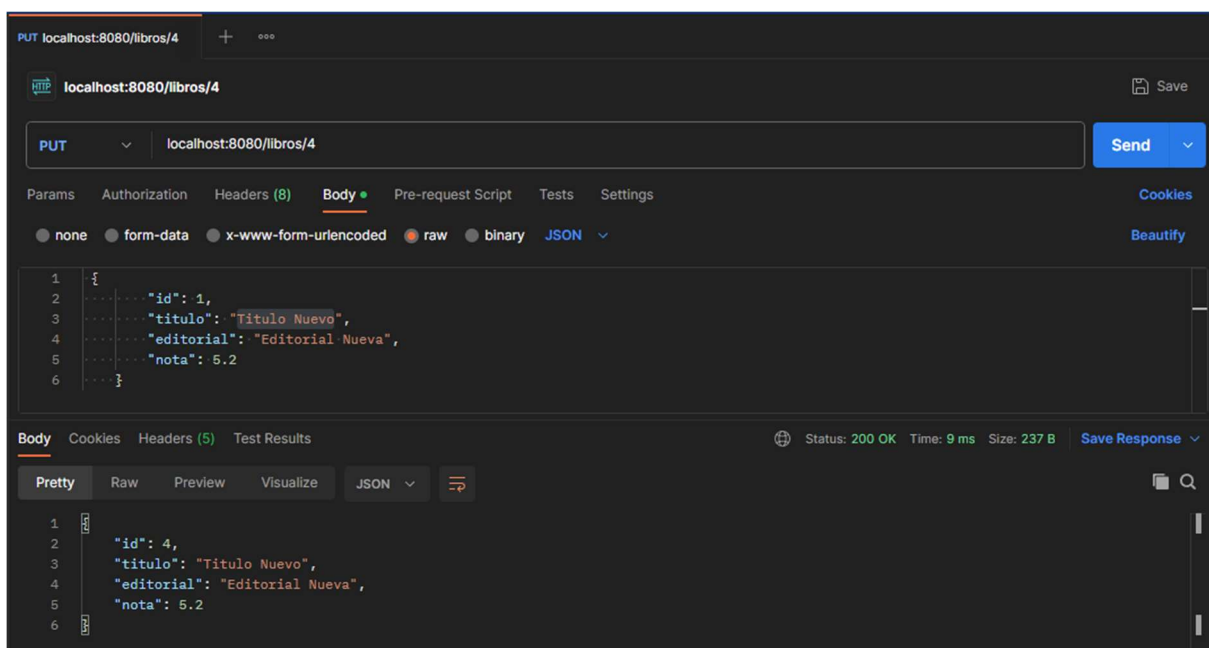 PUT localhost:8080/libros/4
HTTP localhost:8080/libros/4 Save
PUT localhost:8080/libros/4 Send
Params Authorization Headers (8) Body Pre-request Script Tests Settings Cookies
none form-data x-www-form-urlencoded raw binary JSON Beautify
1 {
2 "id": 1,
3 "titulo": "Titulo Nuevo",
4 "editorial": "Editorial Nueva",
5 "nota": 5.2
6 }
Body Cookies Headers (5) Test Results Status: 200 OK Time: 9 ms Size: 237 B Save Response
Pretty Raw Preview Visualize JSON
1 {
2 "id": 4,
3 "titulo": "Titulo Nuevo",
4 "editorial": "Editorial Nueva",
5 "nota": 5.2
6 }